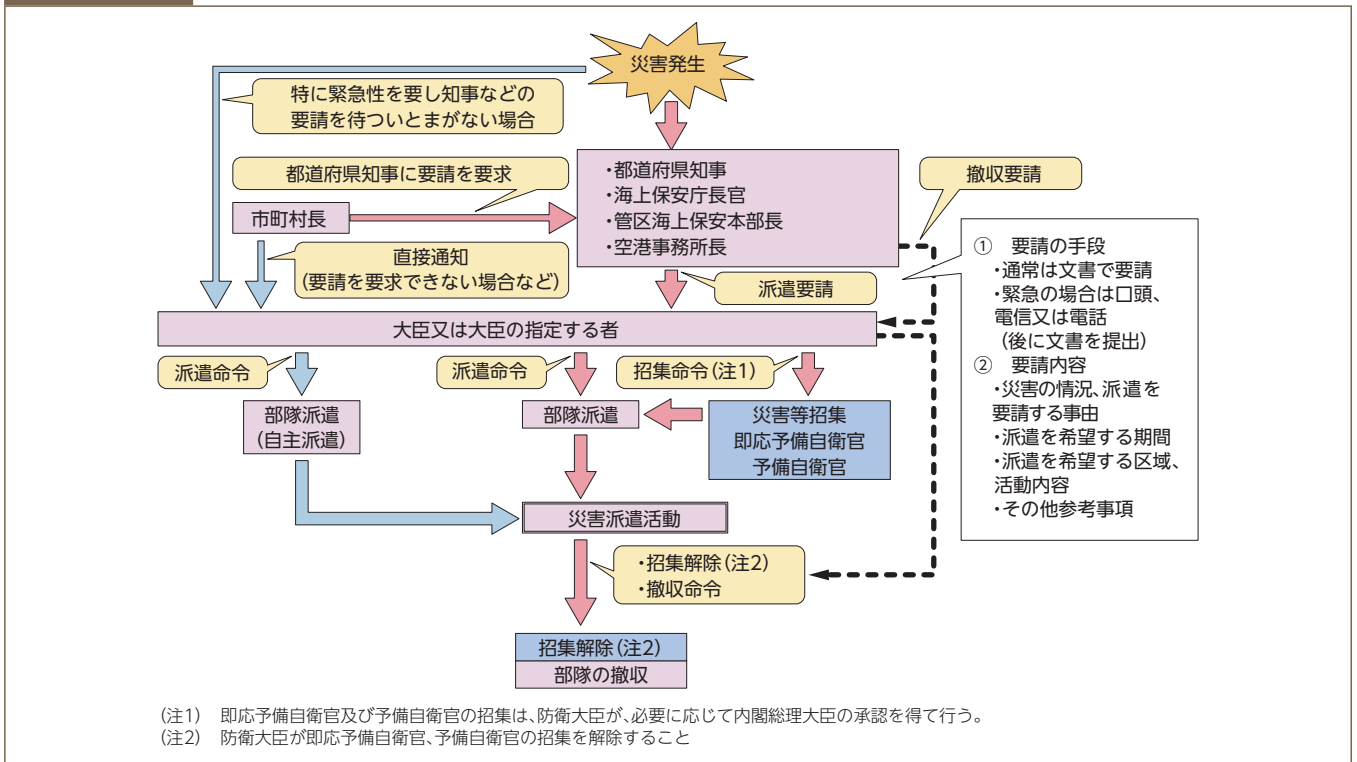 災害発生
特に緊急性を要し知事などの
要請を待ついとまがない場合
都道府県知事に要請を要求
・都道府県知事
・海上保安庁長官
・管区海上保安本部長
・空港事務所長
撤収要請
市町村長
直接通知
(要請を要求できない場合など)
派遣要請
① 要請の手段
・通常は文書で要請
・緊急の場合は口頭、
電信又は電話
(後に文書を提出)
② 要請内容
・災害の情況、派遣を
要請する事由
・派遣を希望する期間
・派遣を希望する区域、
活動内容
・その他参考事項
大臣又は大臣の指定する者
派遣命令
派遣命令
招集命令(注1)
部隊派遣
(自主派遣)
部隊派遣
災害等招集
即応予備自衛官
予備自衛官
災害派遣活動
・招集解除(注2)
・撤収命令
招集解除(注2)
部隊の撤収
(注1) 即応予備自衛官及び予備自衛官の招集は、防衛大臣が、必要に応じて内閣総理大臣の承認を得て行う。
(注2) 防衛大臣が即応予備自衛官、予備自衛官の招集を解除すること